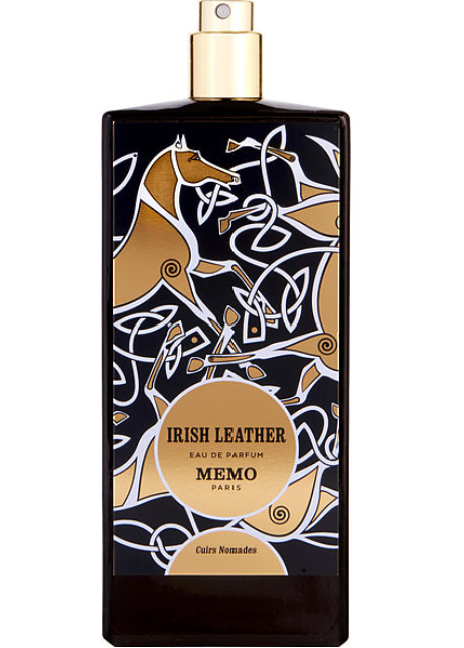 IRISH LEATHER
EAU DE PARFUM
MEMO
PARIS
Cuirs Nomades